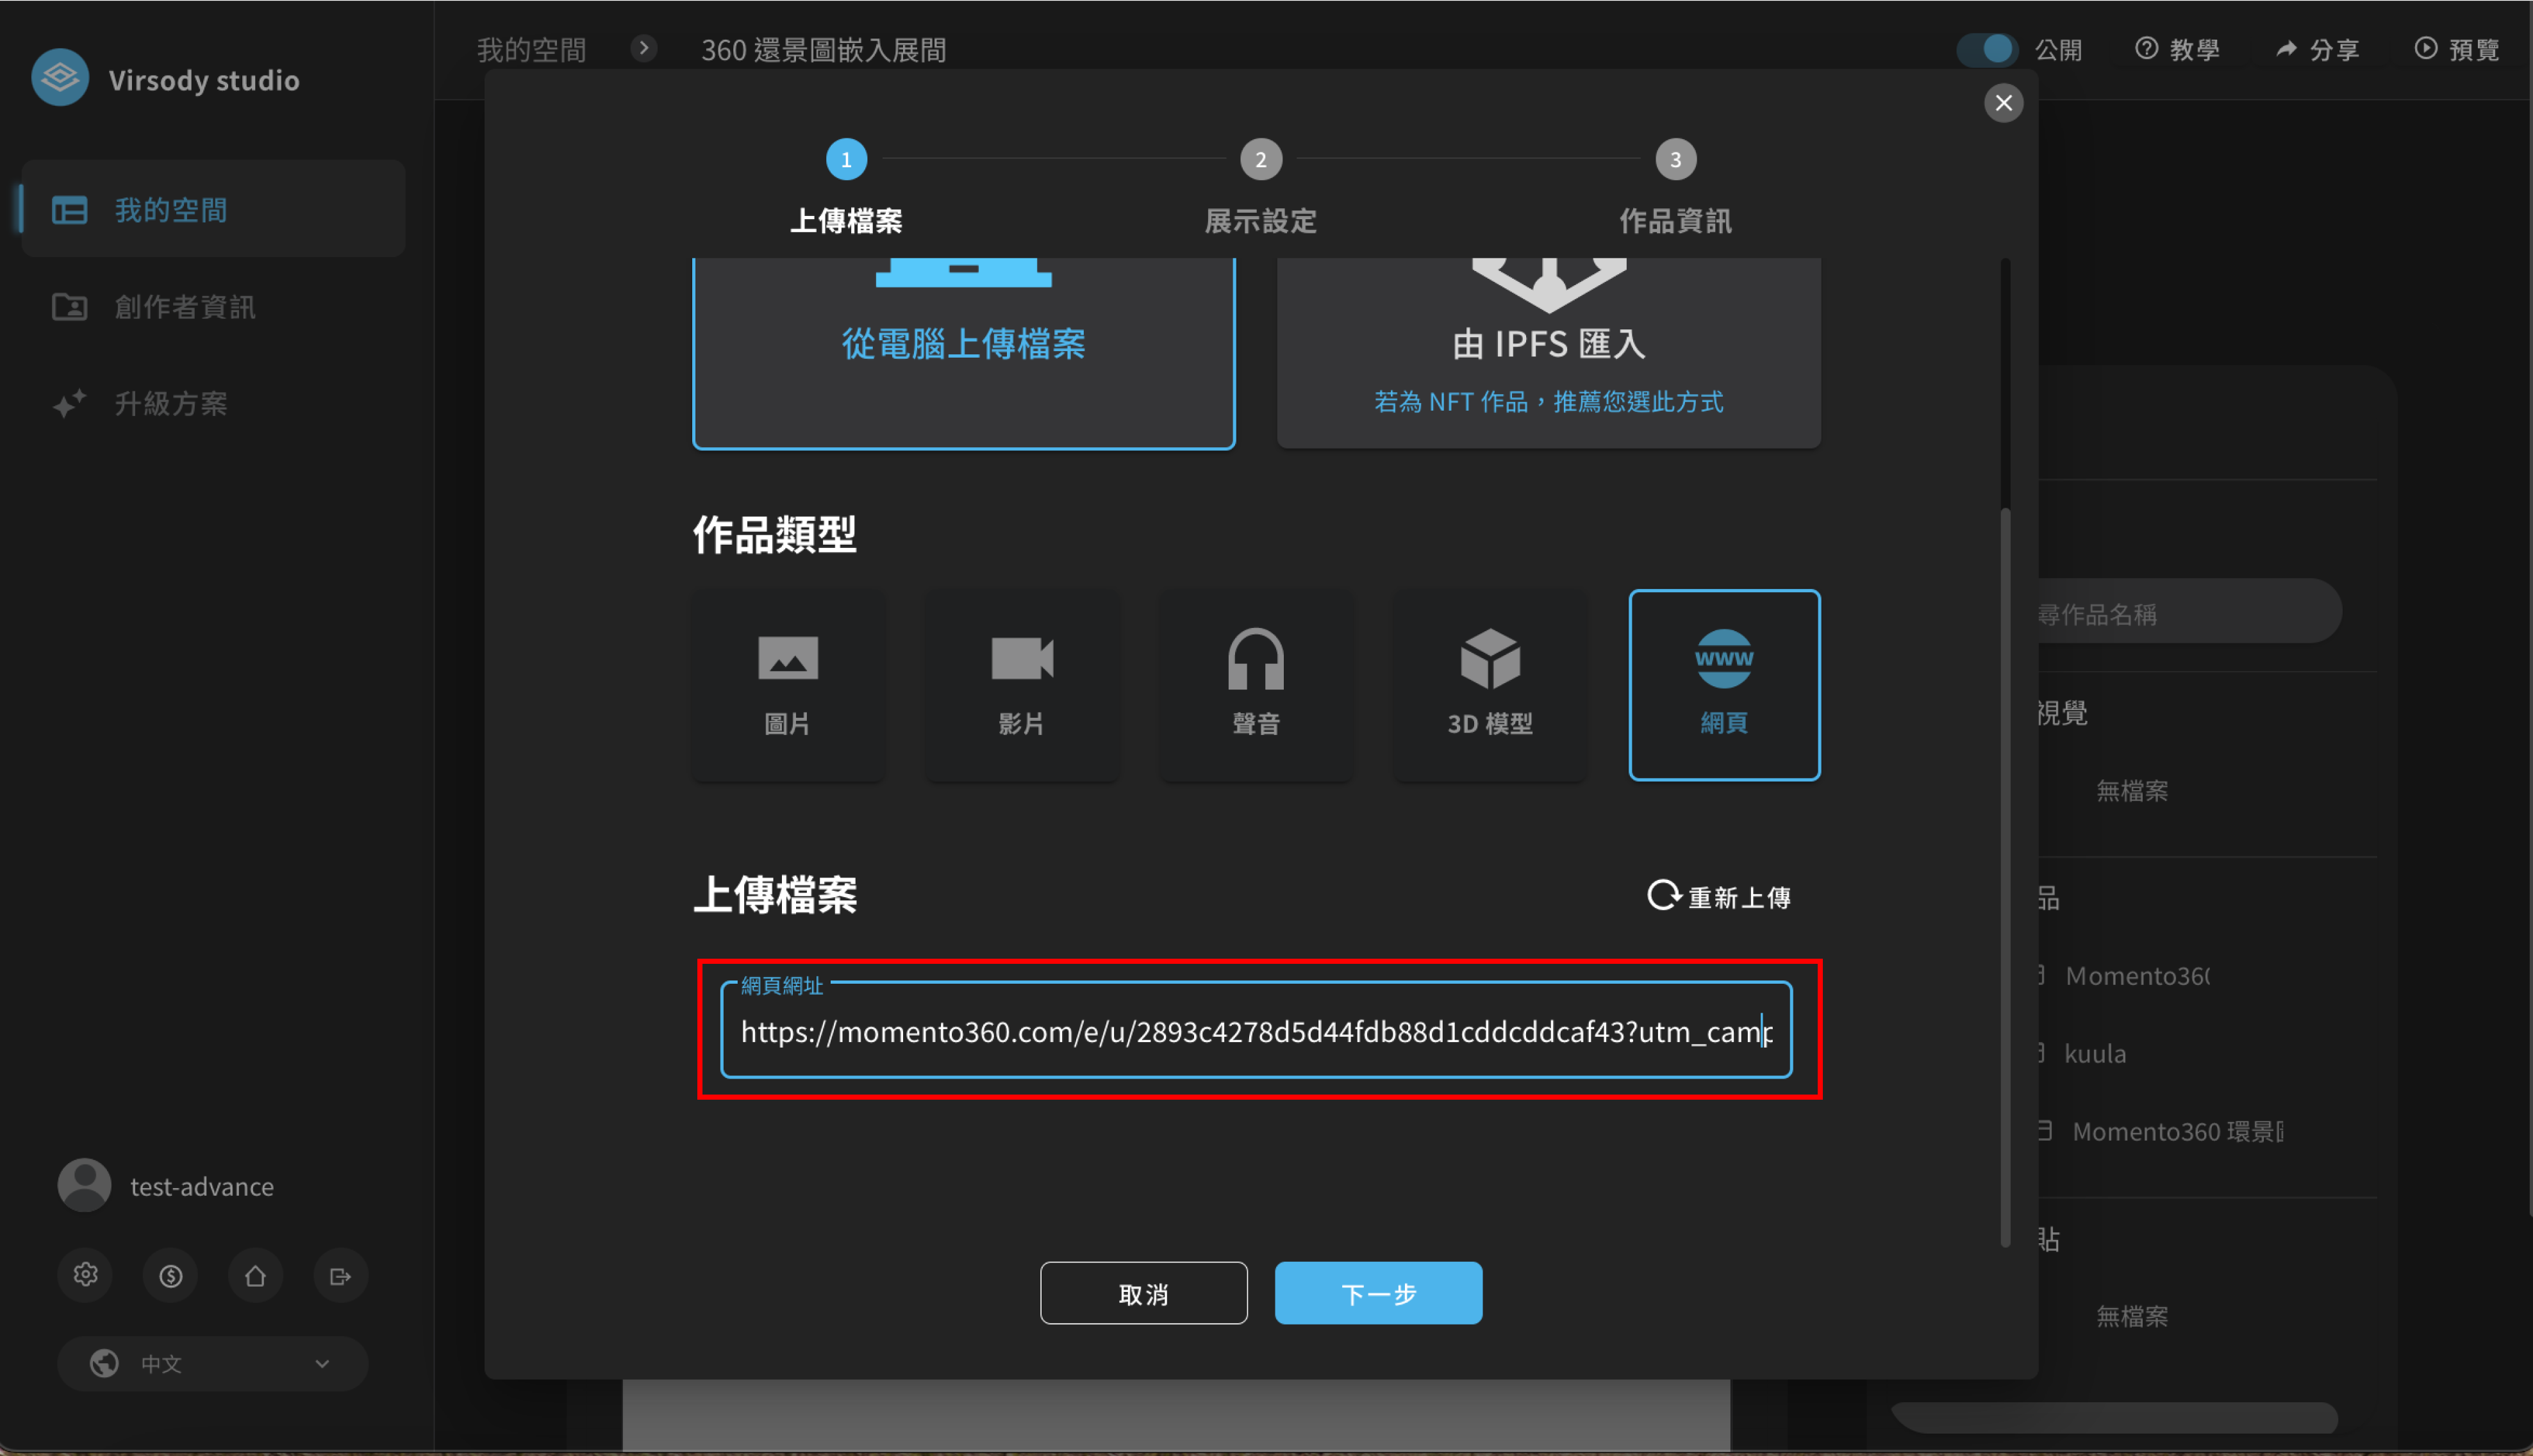 Virsody studio
我的空間
創作者資訊
升級方案
test-advance
中文
我的空間
360 還景圖嵌入展間
公開
教學
分享
預覽
1
2
3
上傳檔案
展示設定
作品資訊
從電腦上傳檔案
由 IPFS 匯入
若為 NFT 作品，推薦您選此方式
作品類型
圖片
影片
聲音
3D 模型
www
網頁
上傳檔案
重新上傳
網頁網址
https://momento360.com/e/u/2893c4278d5d44fdb88d1cddcddcaf43?utm_camp
取消
下一步
尋作品名稱
視覺
無檔案
品
Momento360
kuula
Momento360 環景
貼
無檔案